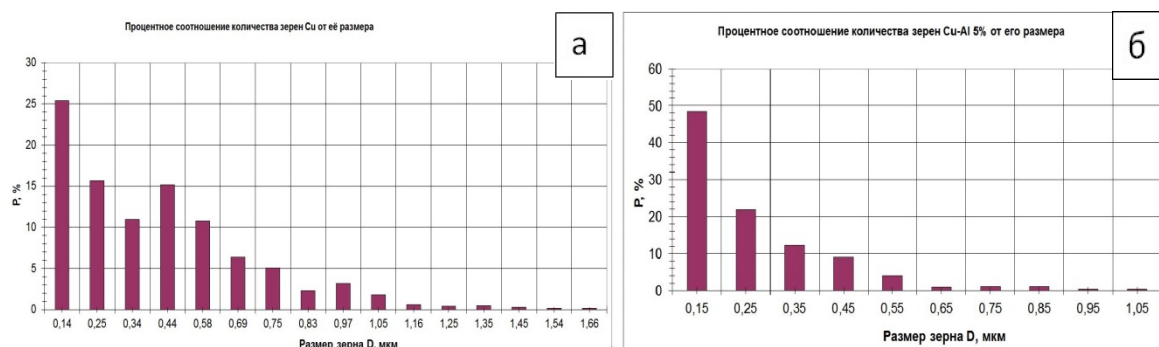 Процентное соотношение количества зерен Cu от её размера
а
30
25
20
15
10
5
0
P, %
0,14 0,25 0,34 0,44 0,58 0,69 0,75 0,83 0,97 1,05 1,16 1,25 1,35 1,45 1,54 1,66
Размер зерна D, мкм
Процентное соотношение количества зерен Cu-Al 5% от его размера
б
60
50
40
30
20
10
0
P, %
0,15 0,25 0,35 0,45 0,55 0,65 0,75 0,85 0,95 1,05
Размер зерна D, мкм